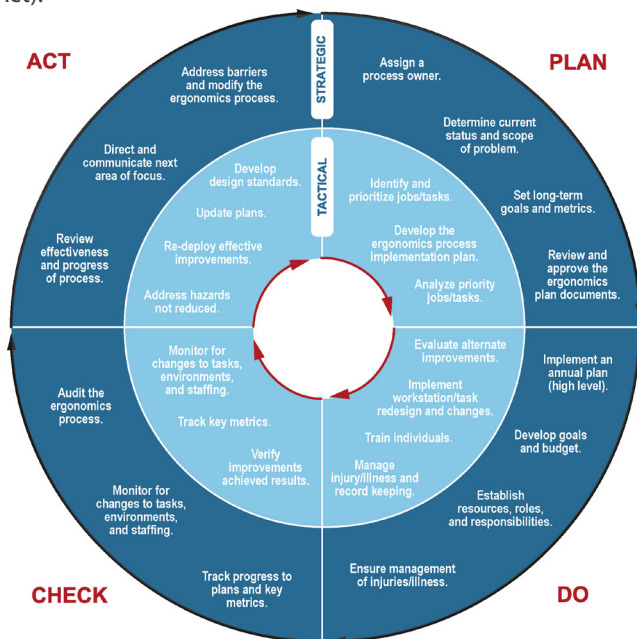 Act).
ACT
PLAN
STRATEGIC
TACTICAL
Assign a
process owner.
Determine current
status and scope
of problem.
Set long-term
goals and metrics.
Review and
approve the
ergonomics
plan documents.
Identify and
prioritize jobs/tasks.
Develop the
ergonomics process
implementation plan.
Analyze priority
jobs/tasks.
Implement an
annual plan
(high level).
Develop goals
and budget.
Establish
resources, roles,
and responsibilities.
Ensure management
of injuries/illness.
Evaluate alternate
improvements.
Implement
workstation/task
redesign and changes.
Train individuals.
Manage
injury/illness and
record keeping.
DO
CHECK
Track progress to
plans and key
metrics.
Monitor for
changes to tasks,
environments,
and staffing.
Audit the
ergonomics
process.
Verify
improvements
achieved results.
Track key metrics.
Monitor for
changes to tasks,
environments,
and staffing.
Review
effectiveness
and progress
of process.
Direct and
communicate next
area of focus.
Address barriers
and modify the
ergonomics process.
Address hazards
not reduced.
Re-deploy effective
improvements.
Update plans.
Develop
design standards.